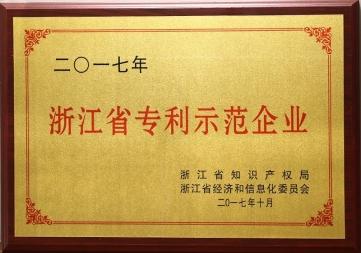 二〇一七年
浙江省专利示范企业
浙江省知识产权局
浙江省经济和信息化委员会
二〇一七年十月